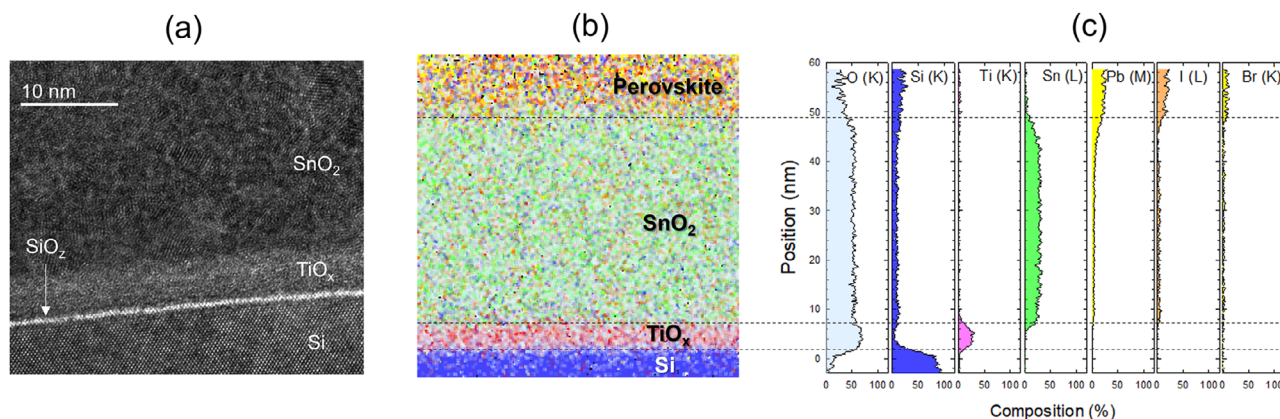 (a)
(b)
(c)
10 nm
SnO2
SiOz
TiOx
Si
Perovskite
SnO2
TiOx
Si
O (K)
Si (K)
Ti (K)
Sn (L)
Pb (M)
I (L)
Br (K)
Position (nm)
60
50
40
30
20
10
0
0 50 100
0 50 100
0 50 100
0 50 100
0 50 100
0 50 100
0 50 100
Composition (%)